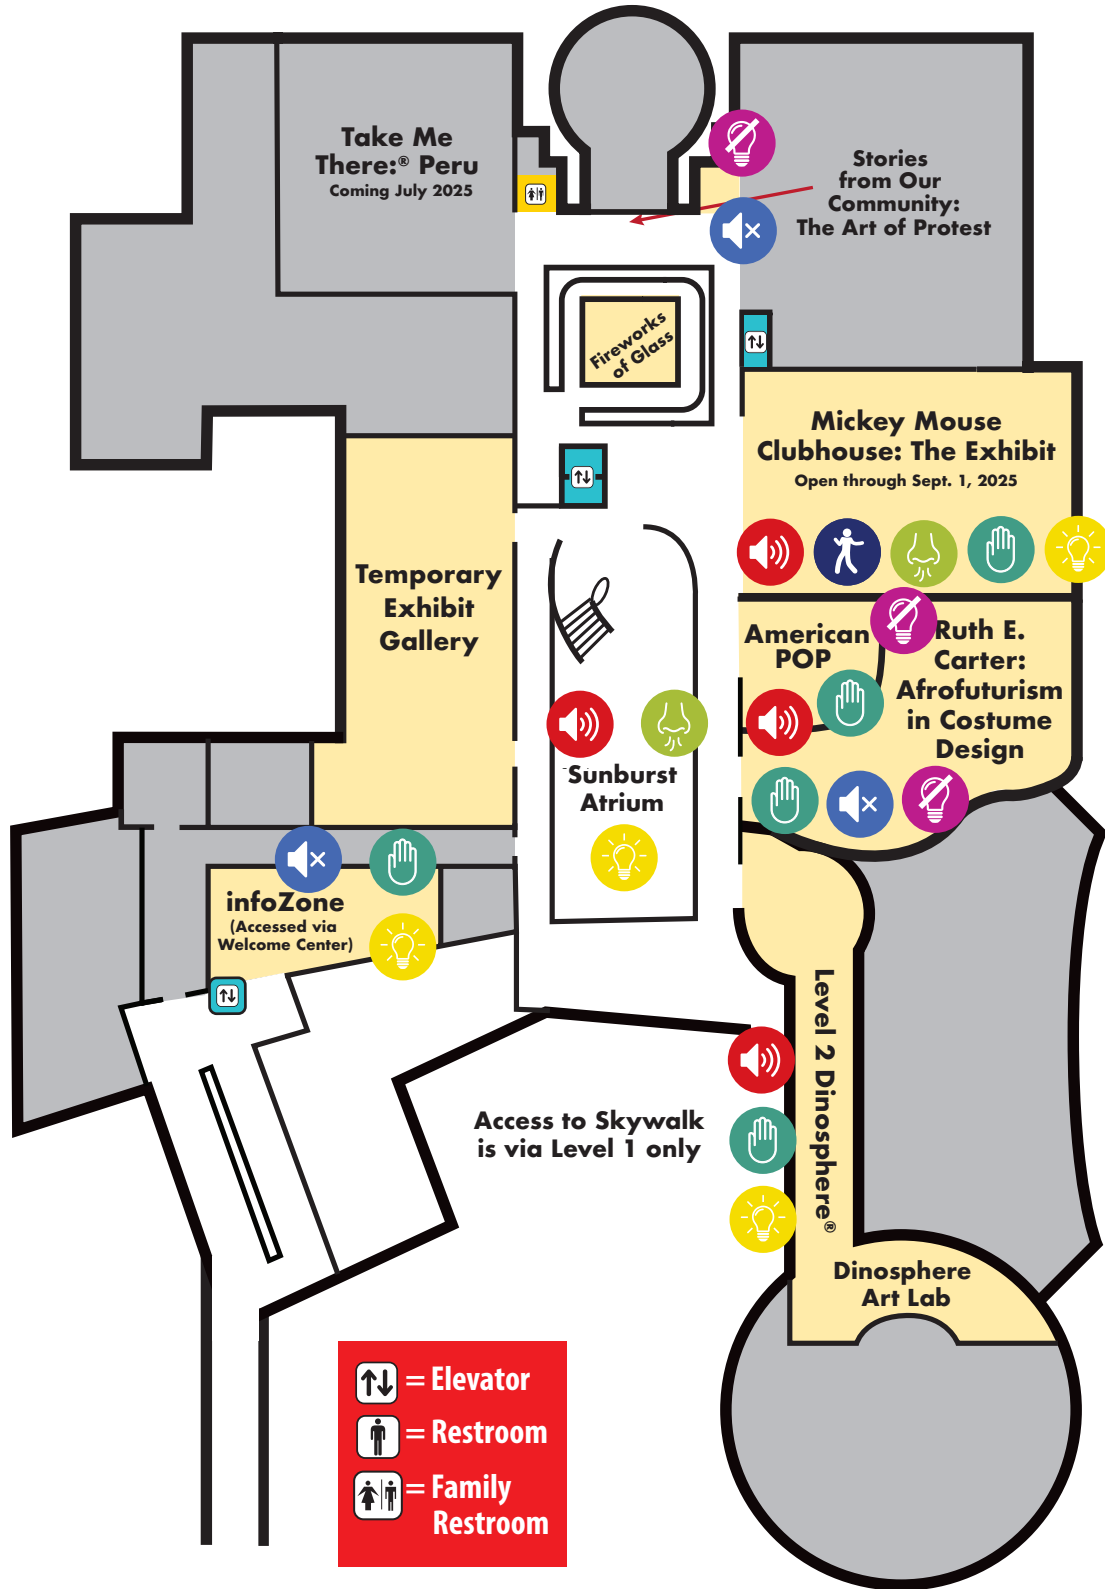 Take Me
There:® Peru
Coming July 2025
Stories
from Our
Community:
The Art of Protest
Fireworks
of Glass
Mickey Mouse
Clubhouse: The Exhibit
Open through Sept. 1, 2025
Temporary
Exhibit
Gallery
American
POP
Ruth E.
Carter:
Afrofuturism
in Costume
Design
Sunburst
Atrium
infoZone
(Accessed via
Welcome Center)
Level 2 Dinosphere®
Access to Skywalk
is via Level 1 only
Dinosphere
Art Lab
= Elevator
= Restroom
= Family
Restroom